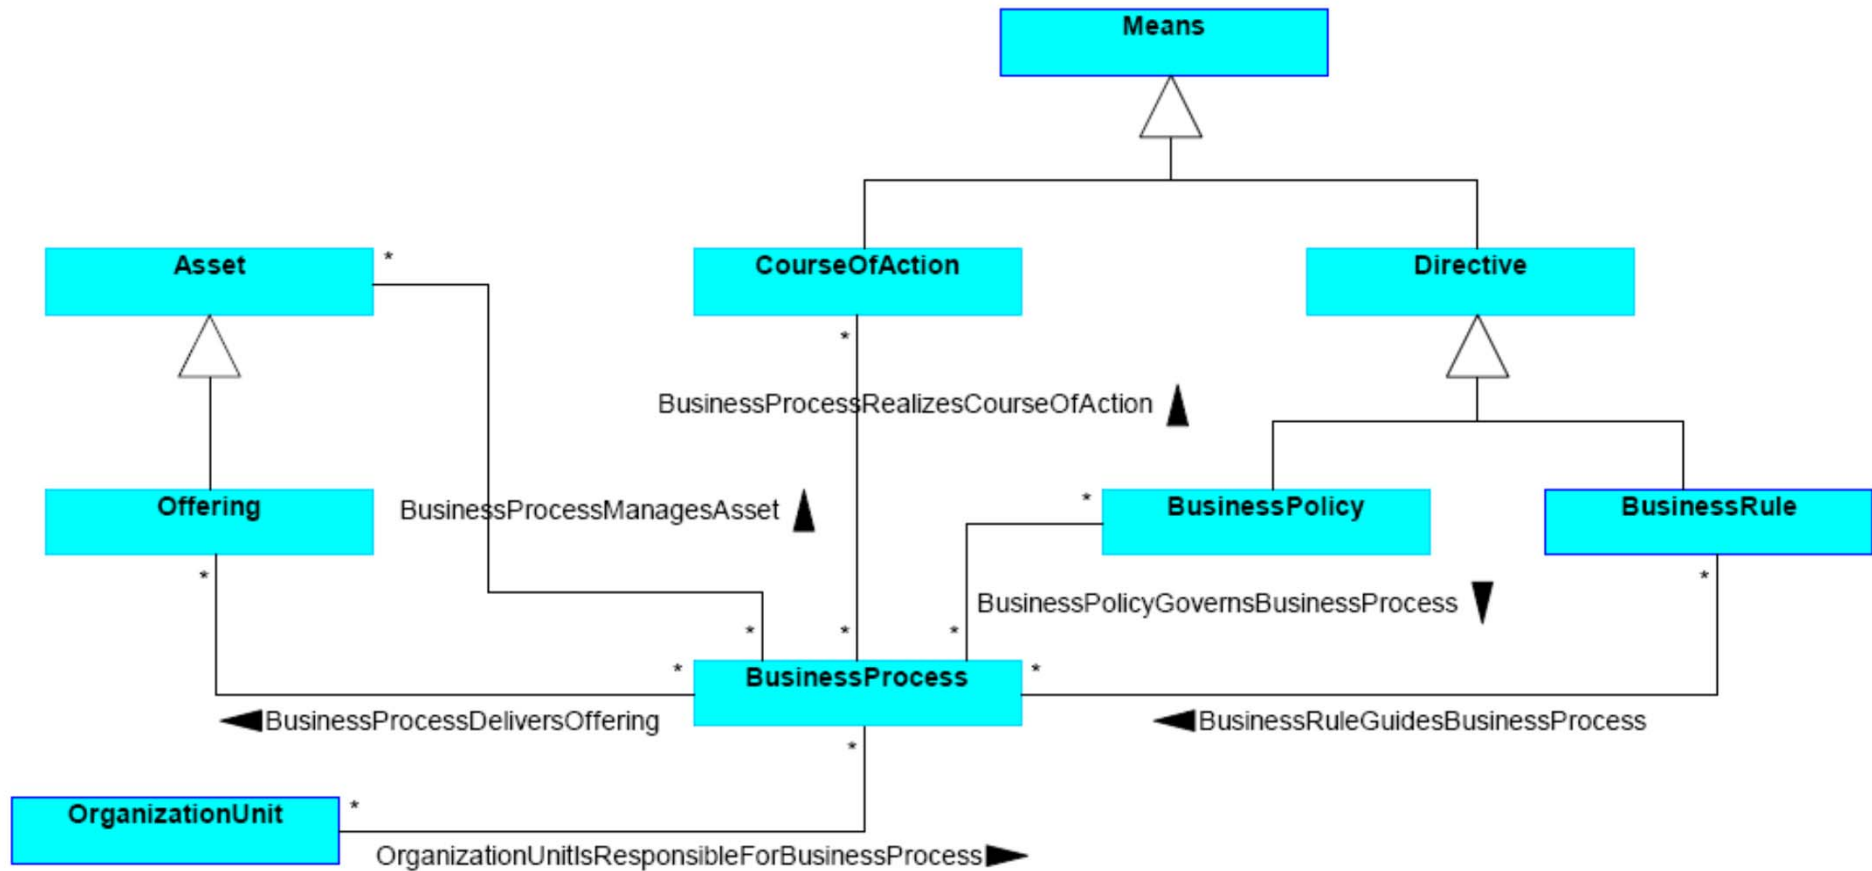 Means
Asset
*
CourseOfAction
Directive
*
BusinessProcessRealizesCourseOfAction
Offering
BusinessProcessManagesAsset
*
BusinessPolicy
BusinessRule
*
*
BusinessPolicyGovernsBusinessProcess
*
*
*
*
BusinessProcess
*
BusinessProcessDeliversOffering
BusinessRuleGuidesBusinessProcess
*
OrganizationUnit
*
OrganizationUnitIsResponsibleForBusinessProcess